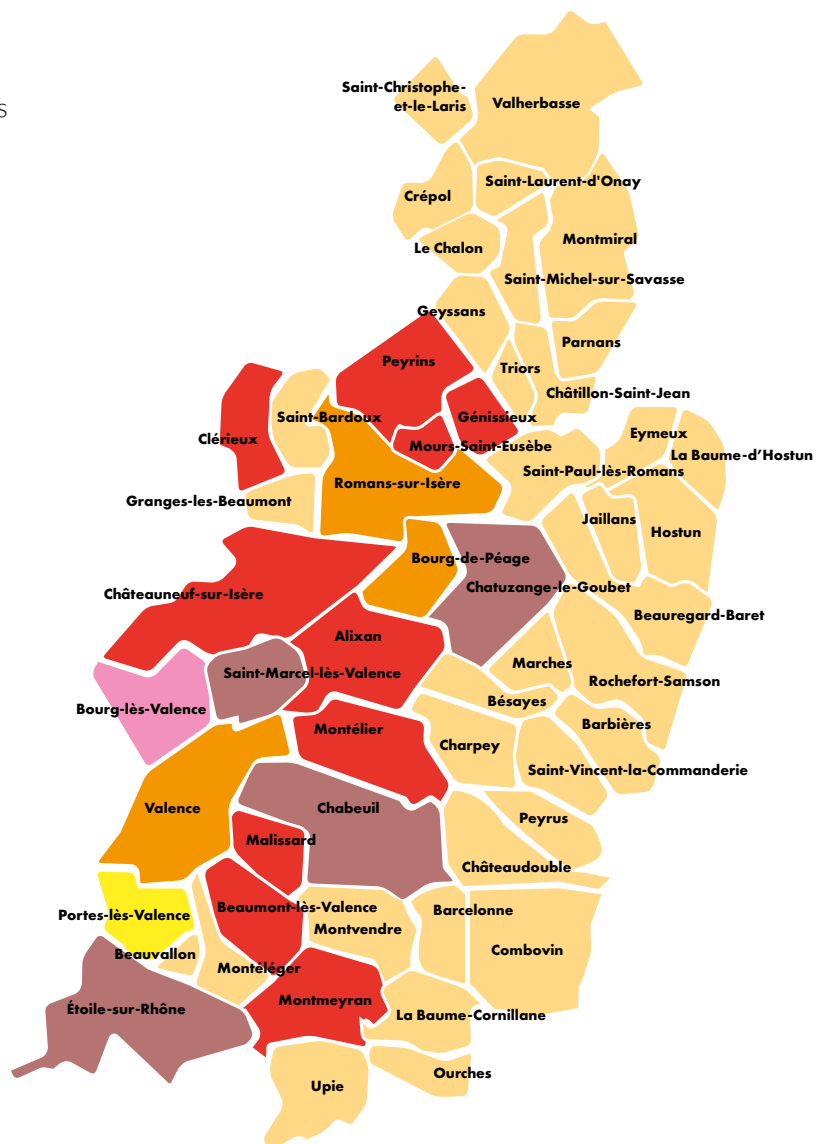 Saint-Christophe-
et-le-Laris
Valherbasse
s
Saint-Laurent-d'Onay
Crépol
Montmiral
Le Chalon
Saint-Michel-sur-Savasse
Geyssans
Parnans
Peyrins
Triors
Châtillon-Saint-Jean
Saint-Bardoux
Génissieux
Clérieux
Eymeux
Mours-Saint-Eusèbe
La Baume-d’Hostun
Saint-Paul-lès-Romans
Romans-sur-Isère
Granges-les-Beaumont
Jaillans
Hostun
Bourg-de-Péage
Chatuzange-le-Goubet
Châteauneuf-sur-Isère
Beauregard-Baret
Alixan
Marches
Saint-Marcel-lès-Valence
Rochefort-Samson
Bésayes
Bourg-lès-Valence
Barbières
Montélier
Charpey
Saint-Vincent-la-Commanderie
Valence
Chabeuil
Peyrus
Malissard
Châteaudouble
Beaumont-lès-Valence
Barcelonne
Portes-lès-Valence
Montvendre
Combovin
Beauvallon
Montéléger
Montmeyran
Étoile-sur-Rhône
La Baume-Cornillane
Ourches
Upie